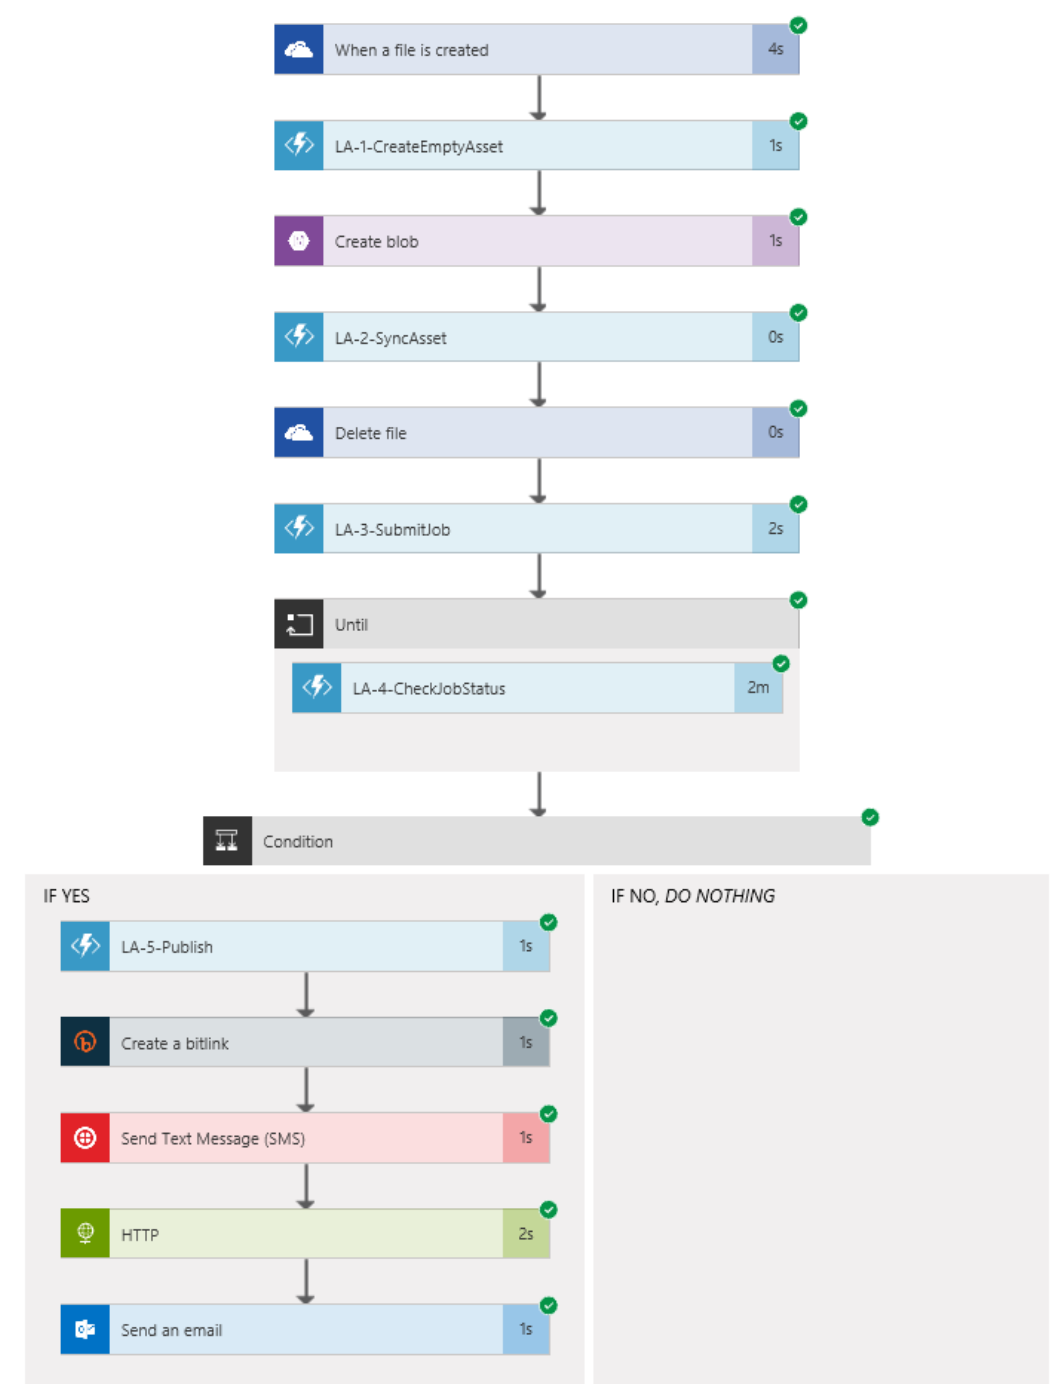 When a file is created 4s
LA-1-CreateEmptyAsset 1s
Create blob 1s
LA-2-SyncAsset 0s
Delete file 0s
LA-3-SubmitJob 2s
Until
LA-4-CheckJobStatus 2m
Condition
IF YES
LA-5-Publish 1s
Create a bitlink 1s
Send Text Message (SMS) 1s
HTTP 2s
Send an email 1s
IF NO, DO NOTHING